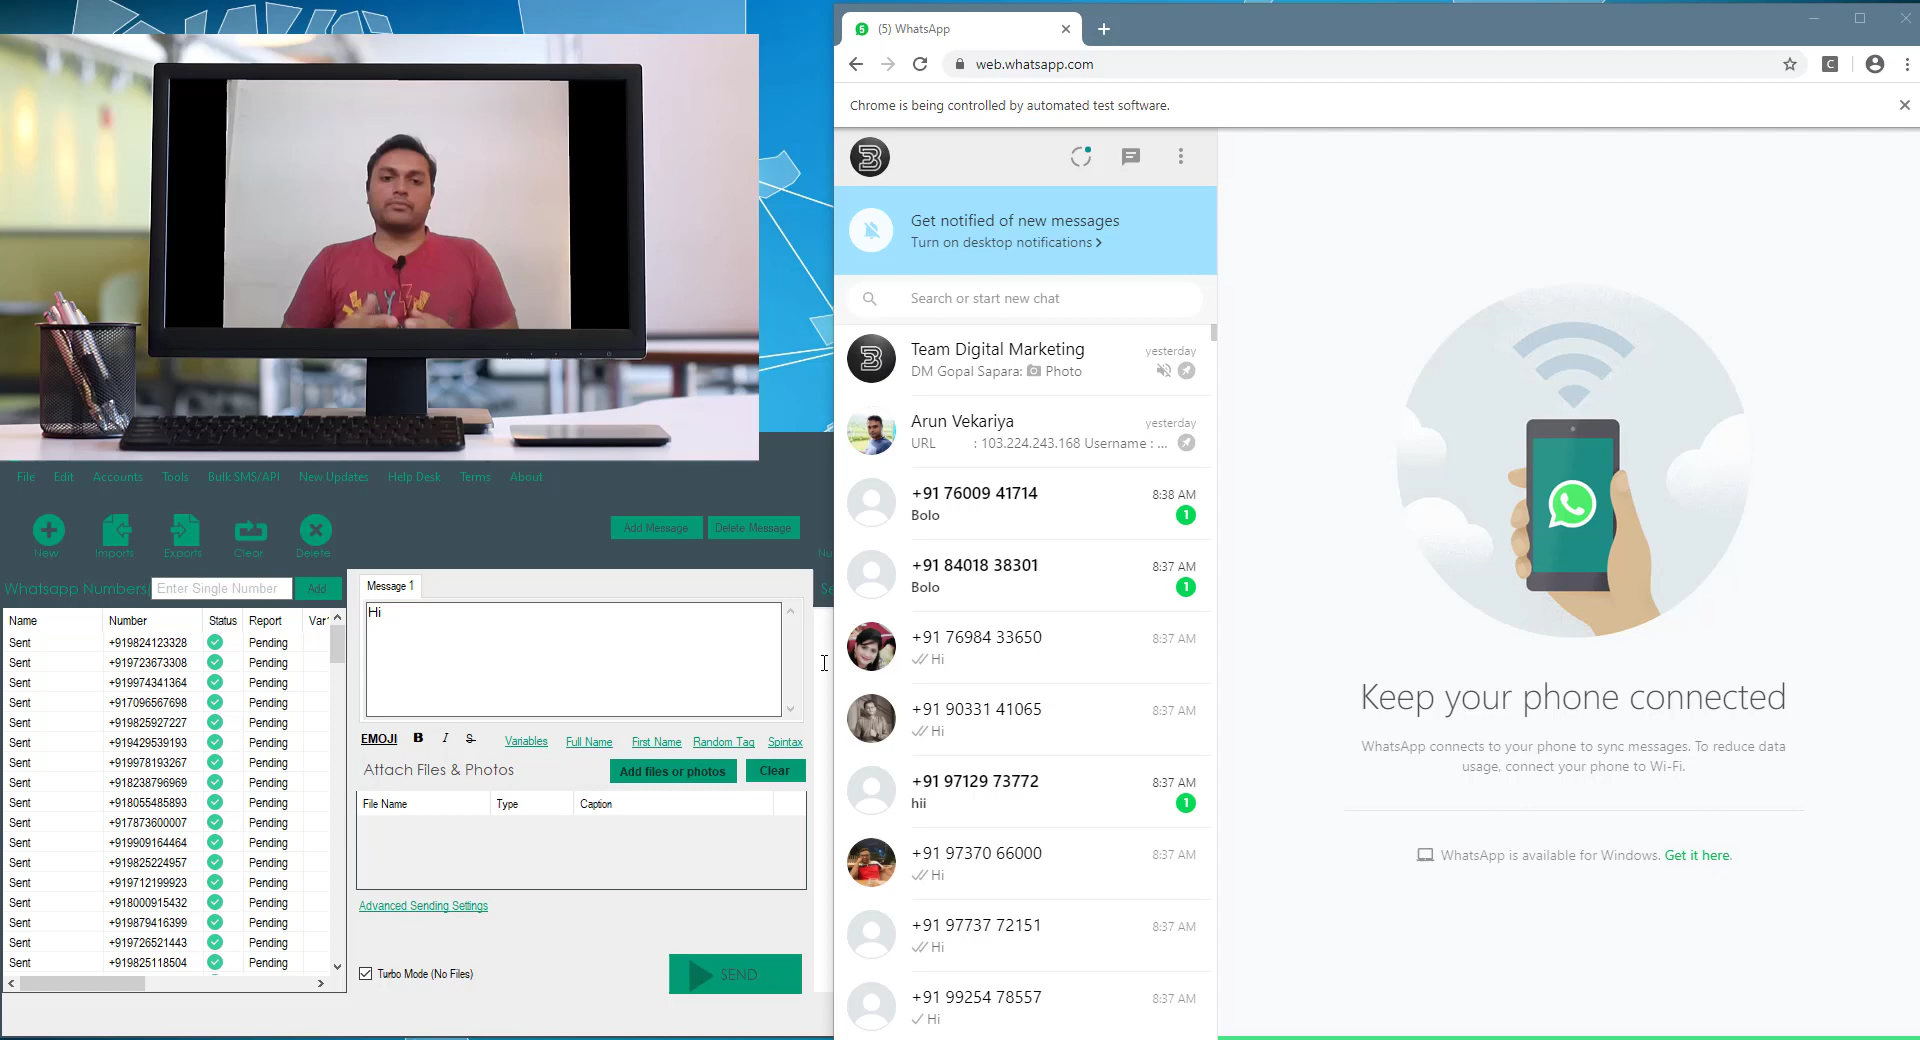 (5) WhatsApp
web.whatsapp.com
Chrome is being controlled by automated test software.
Get notified of new messages
Turn on desktop notifications
Search or start new chat
Team Digital Marketing yesterday
DM Gopal Sapara: Photo
Arun Vekariya yesterday
URL : 103.224.243.168 Username : ...
+91 76009 41714 8:38 AM
Bolo 1
+91 84018 38301 8:37 AM
Bolo 1
+91 76984 33650 8:37 AM
Hi
+91 90331 41065 8:37 AM
Hi
+91 97129 73772 8:37 AM
hii 1
+91 97370 66000 8:37 AM
Hi
+91 97737 72151 8:37 AM
Hi
+91 99254 78557 8:37 AM
Hi
Keep your phone connected
WhatsApp connects to your phone to sync messages. To reduce data
usage, connect your phone to Wi-Fi.
WhatsApp is available for Windows. Get it here.
File Edit Accounts Tools Bulk SMS/API New Updates Help Desk Terms About
New Imports Exports Clear Delete
Add Message Delete Message
Whatsapp Numbers Enter Single Number Add
Name Number Status Report Var
Sent +919824123328 Pending
Sent +919723673308 Pending
Sent +919974341364 Pending
Sent +917096567698 Pending
Sent +919825927227 Pending
Sent +919429539193 Pending
Sent +919978193267 Pending
Sent +918238796969 Pending
Sent +918055485893 Pending
Sent +917873600007 Pending
Sent +919909164464 Pending
Sent +919825224957 Pending
Sent +919712199923 Pending
Sent +918000915432 Pending
Sent +919879416399 Pending
Sent +919726521443 Pending
Sent +919825118504 Pending
Message 1
Hi
EMOJI B I S Variables Full Name First Name Random Tag Spintax
Attach Files & Photos Add files or photos Clear
File Name Type Caption
Advanced Sending Settings
Turbo Mode (No Files) SEND